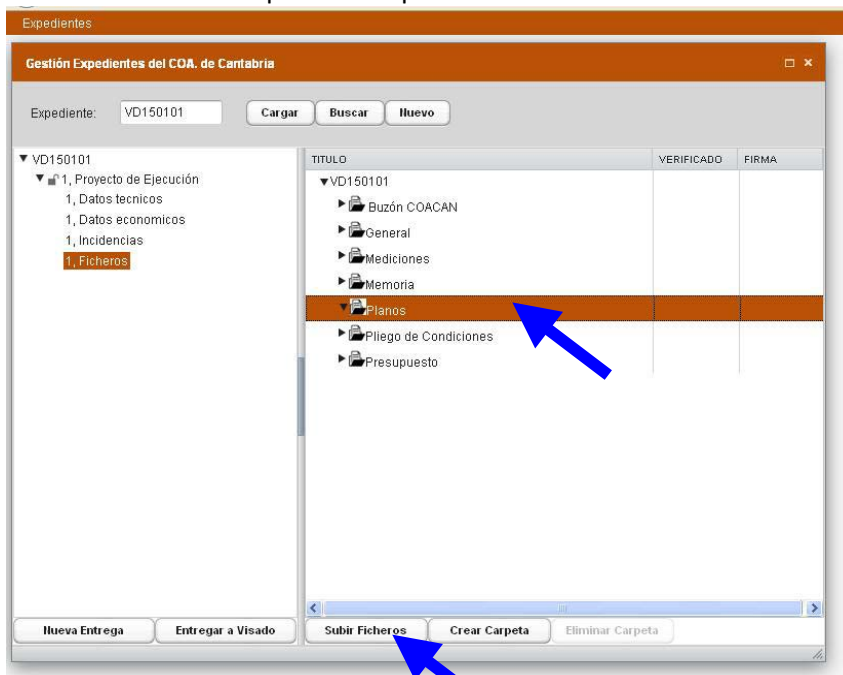 Expedientes
Gestión Expedientes del COA. de Cantabria
Expediente: VD150101 Cargar Buscar Nuevo
VD150101
1, Proyecto de Ejecución
1, Datos tecnicos
1, Datos economicos
1, Incidencias
1, Ficheros
TITULO VERIFICADO FIRMA
VD150101
Buzón COACAN
General
Mediciones
Memoria
Planos
Pliego de Condiciones
Presupuesto
Nueva Entrega Entregar a Visado Subir Ficheros Crear Carpeta Eliminar Carpeta